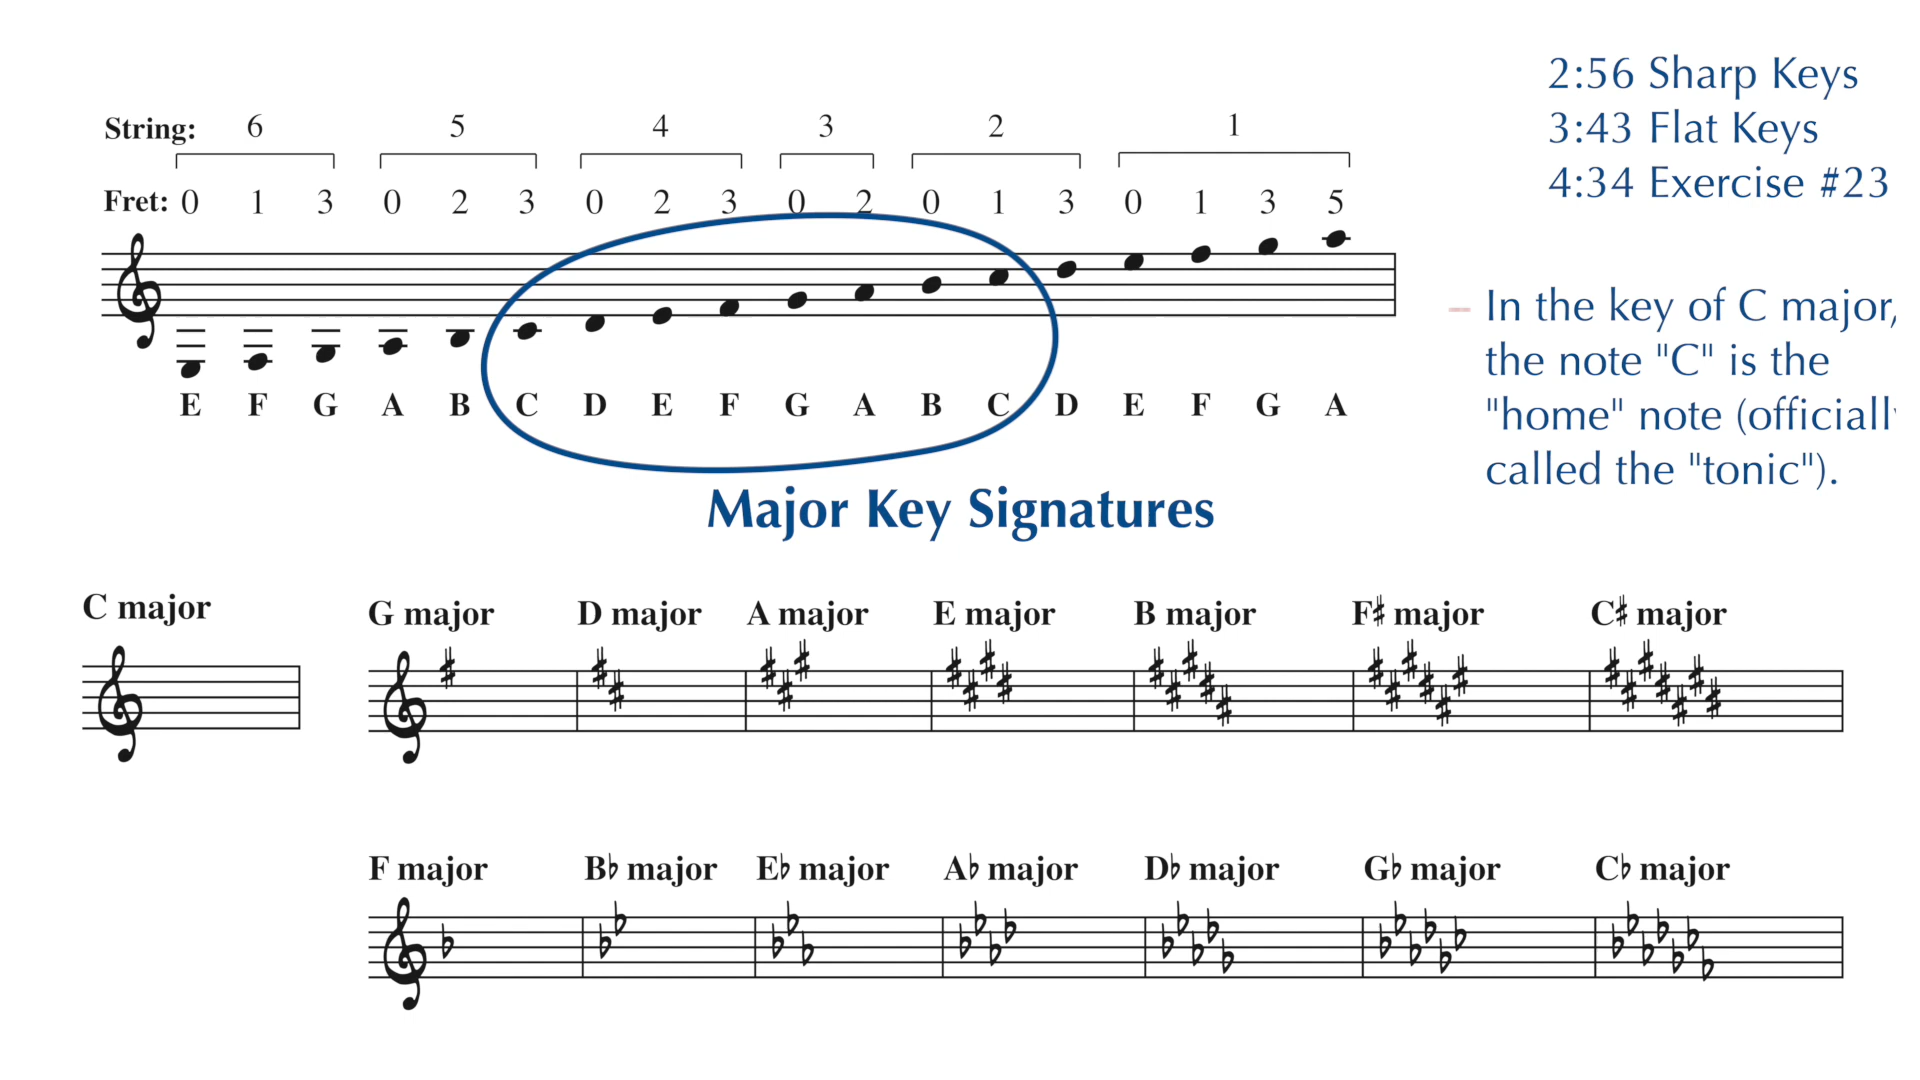 2:56 Sharp Keys
3:43 Flat Keys
4:34 Exercise #23
String: 6 5 4 3 2 1
Fret: 0 1 3 0 2 3 0 2 3 0 2 0 1 3 0 1 3 5
E F G A B C D E F G A B C D E F G A
In the key of C major,
the note "C" is the
"home" note (officially
called the "tonic").
Major Key Signatures
C major
G major D major A major E major B major F♯ major C♯ major
F major B♭ major E♭ major A♭ major D♭ major G♭ major C♭ major